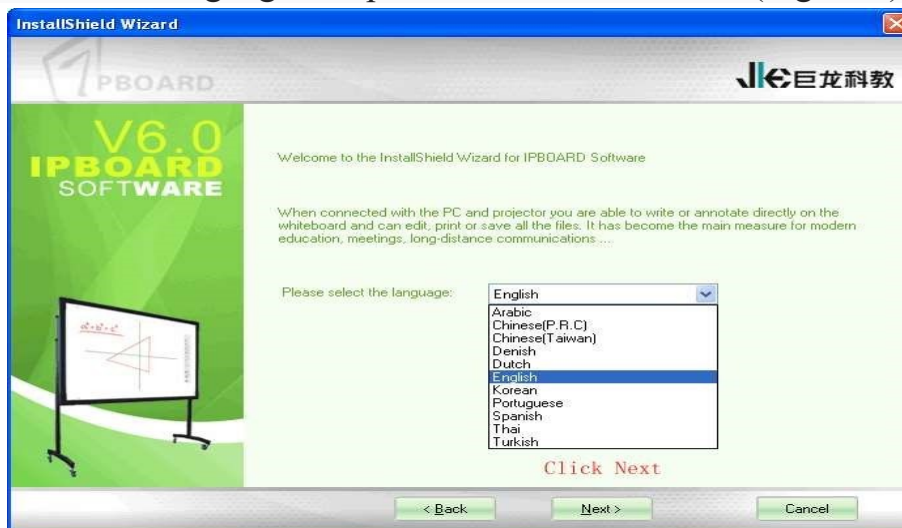 InstallShield Wizard
PBOARD
巨龙科教
V6.0
IPBOARD
SOFTWARE
Welcome to the InstallShield Wizard for IPBOARD Software
When connected with the PC and projector you are able to write or annotate directly on the
whiteboard and can edit, print or save all the files. It has become the main measure for modern
education, meetings, long-distance communications ...
Please select the language:
English
Arabic
Chinese(P.R.C)
Chinese(Taiwan)
Denish
Dutch
English
Korean
Portuguese
Spanish
Thai
Turkish
Click Next
< Back
Next >
Cancel